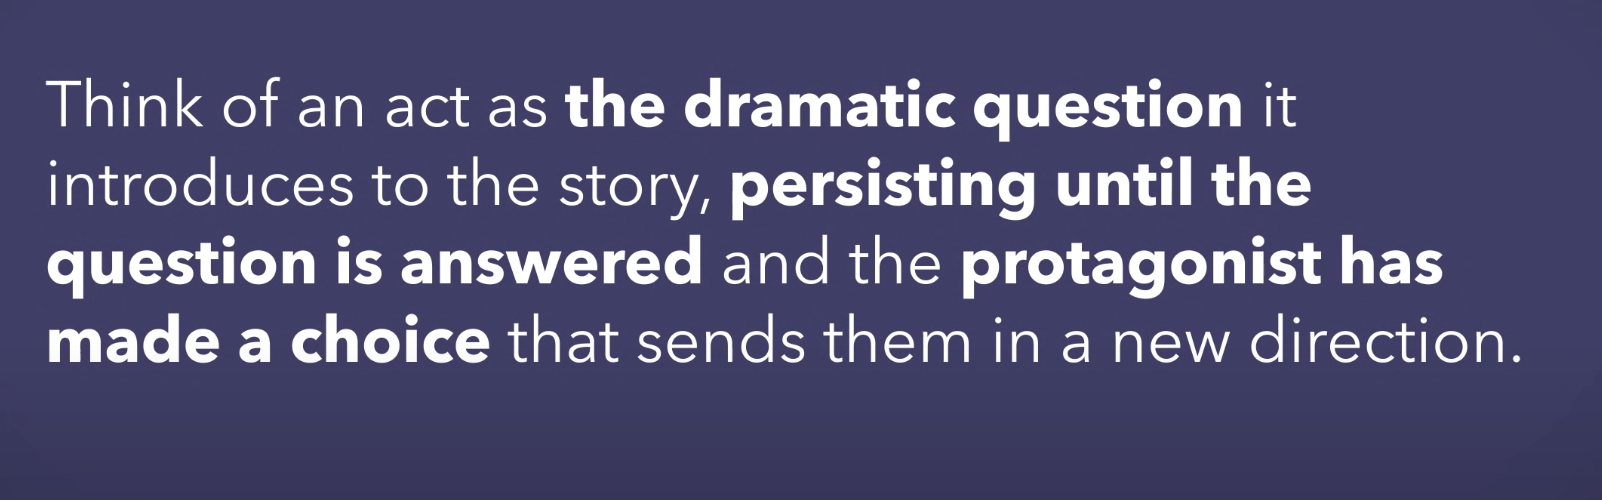 Think of an act as the dramatic question it
introduces to the story, persisting until the
question is answered and the protagonist has
made a choice that sends them in a new direction.